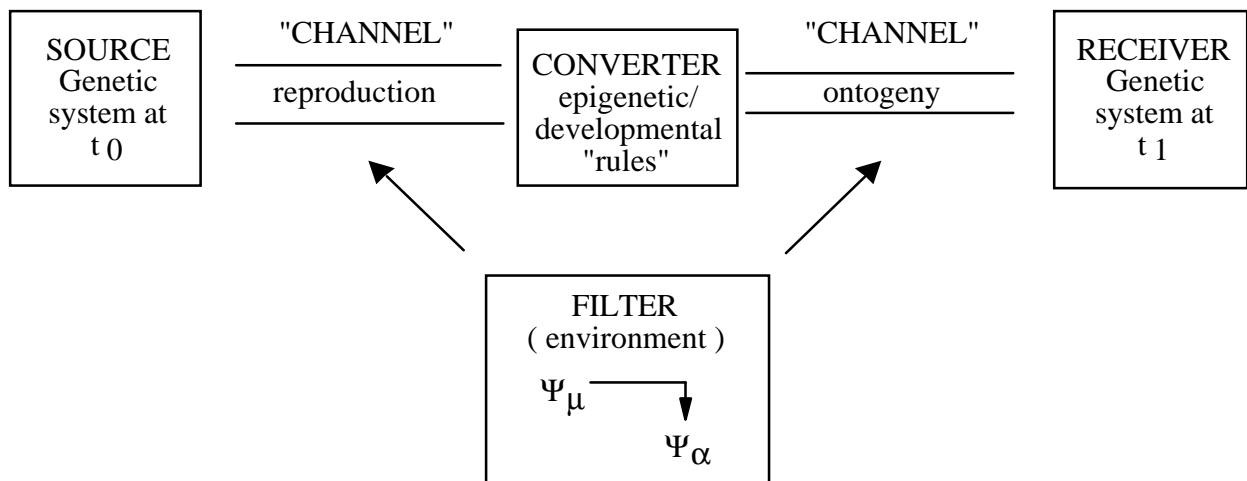 SOURCE
Genetic
system at
t 0
"CHANNEL"
reproduction
CONVERTER
epigenetic/
developmental
"rules"
"CHANNEL"
ontogeny
RECEIVER
Genetic
system at
t 1
FILTER
( environment )
Ψμ
Ψα